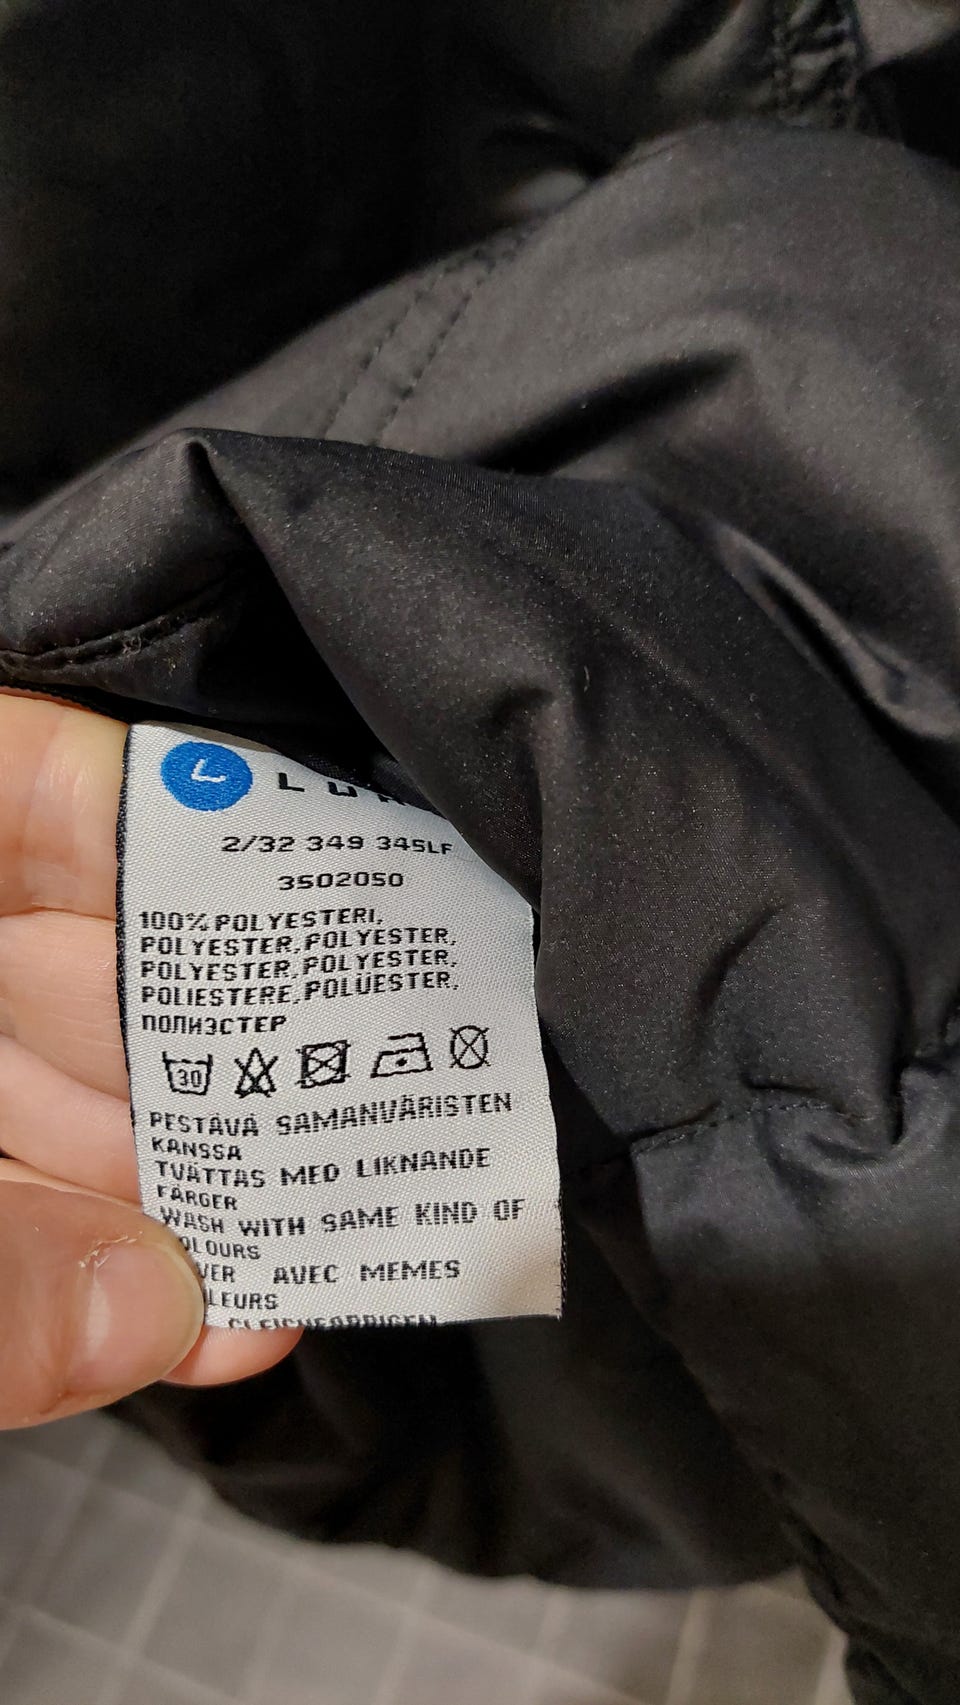 L
2/32 349 345LF
3502050
100% POLYESTERI,
POLYESTER, POLYESTER,
POLYESTER, POLYESTER,
POLIESTERE, POLÜESTER,
ПОЛИЭСТЕР
30
PESTÄVÄ SAMANVÄRISTEN
KANSSA
TVÄTTAS MED LIKNANDE
FÄRGER
WASH WITH SAME KIND OF
OLOURS
VER AVEC MEMES
LEURS